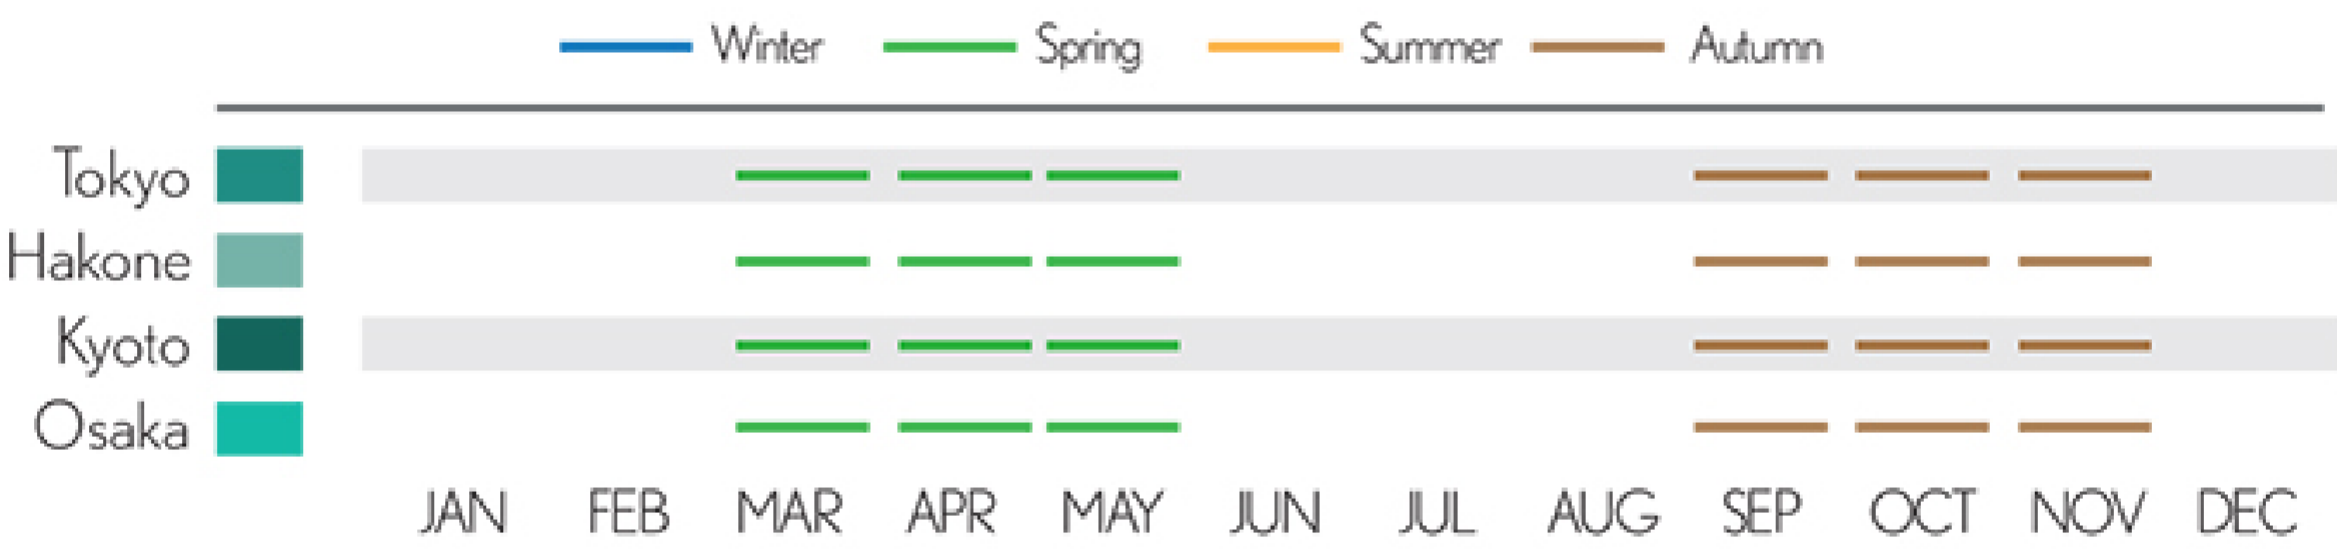 Winter Spring Summer Autumn
Tokyo
Hakone
Kyoto
Osaka
JAN FEB MAR APR MAY JUN JUL AUG SEP OCT NOV DEC